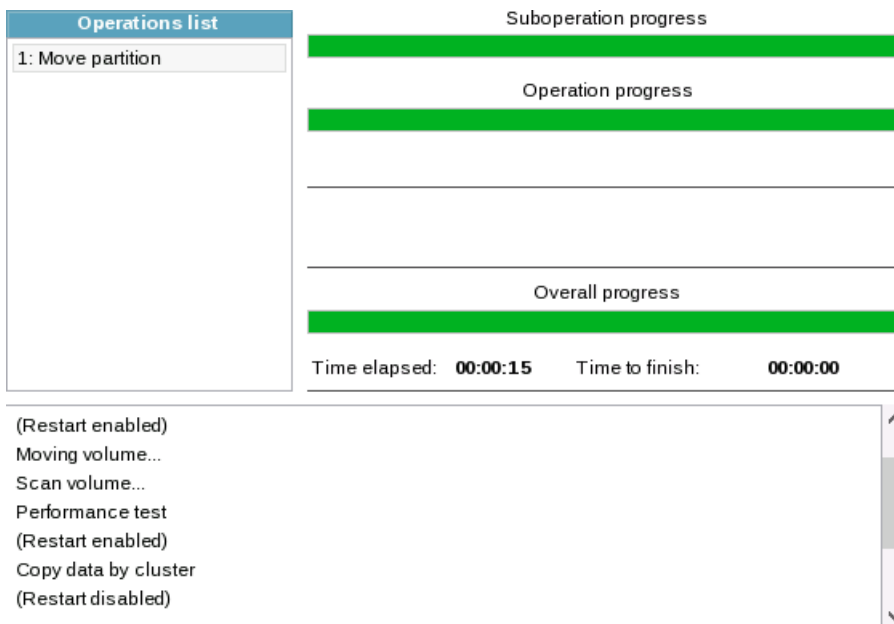 Operations list
1: Move partition
Suboperation progress
Operation progress
Overall progress
Time elapsed: 00:00:15 Time to finish: 00:00:00
(Restart enabled)
Moving volume...
Scan volume...
Performance test
(Restart enabled)
Copy data by cluster
(Restart disabled)